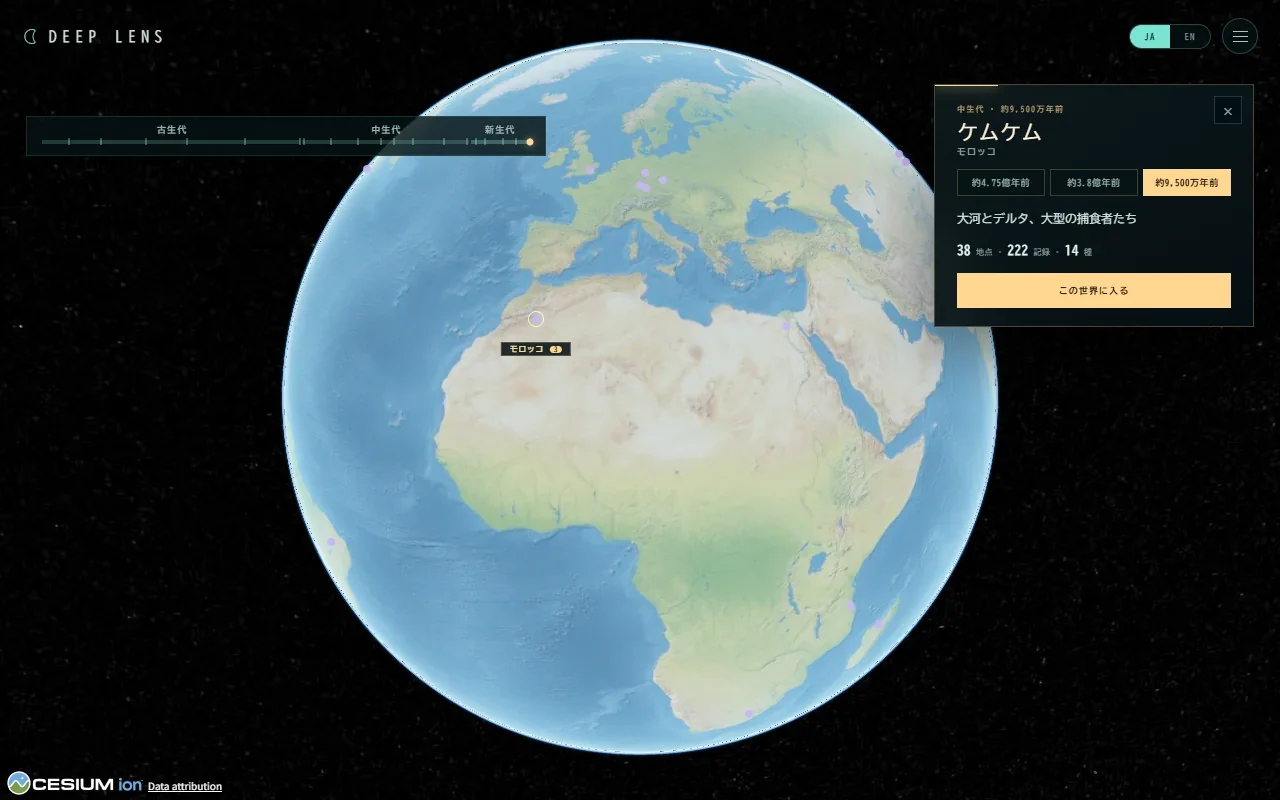 DEEP LENS
JA EN
古生代 中生代 新生代
中生代 · 約9,500万年前
ケムケム
モロッコ
約4.75億年前 約3.8億年前 約9,500万年前
大河とデルタ、大型の捕食者たち
38 地点 · 222 記録 · 14 種
この世界に入る
モロッコ 3
CESIUM ion Data attribution